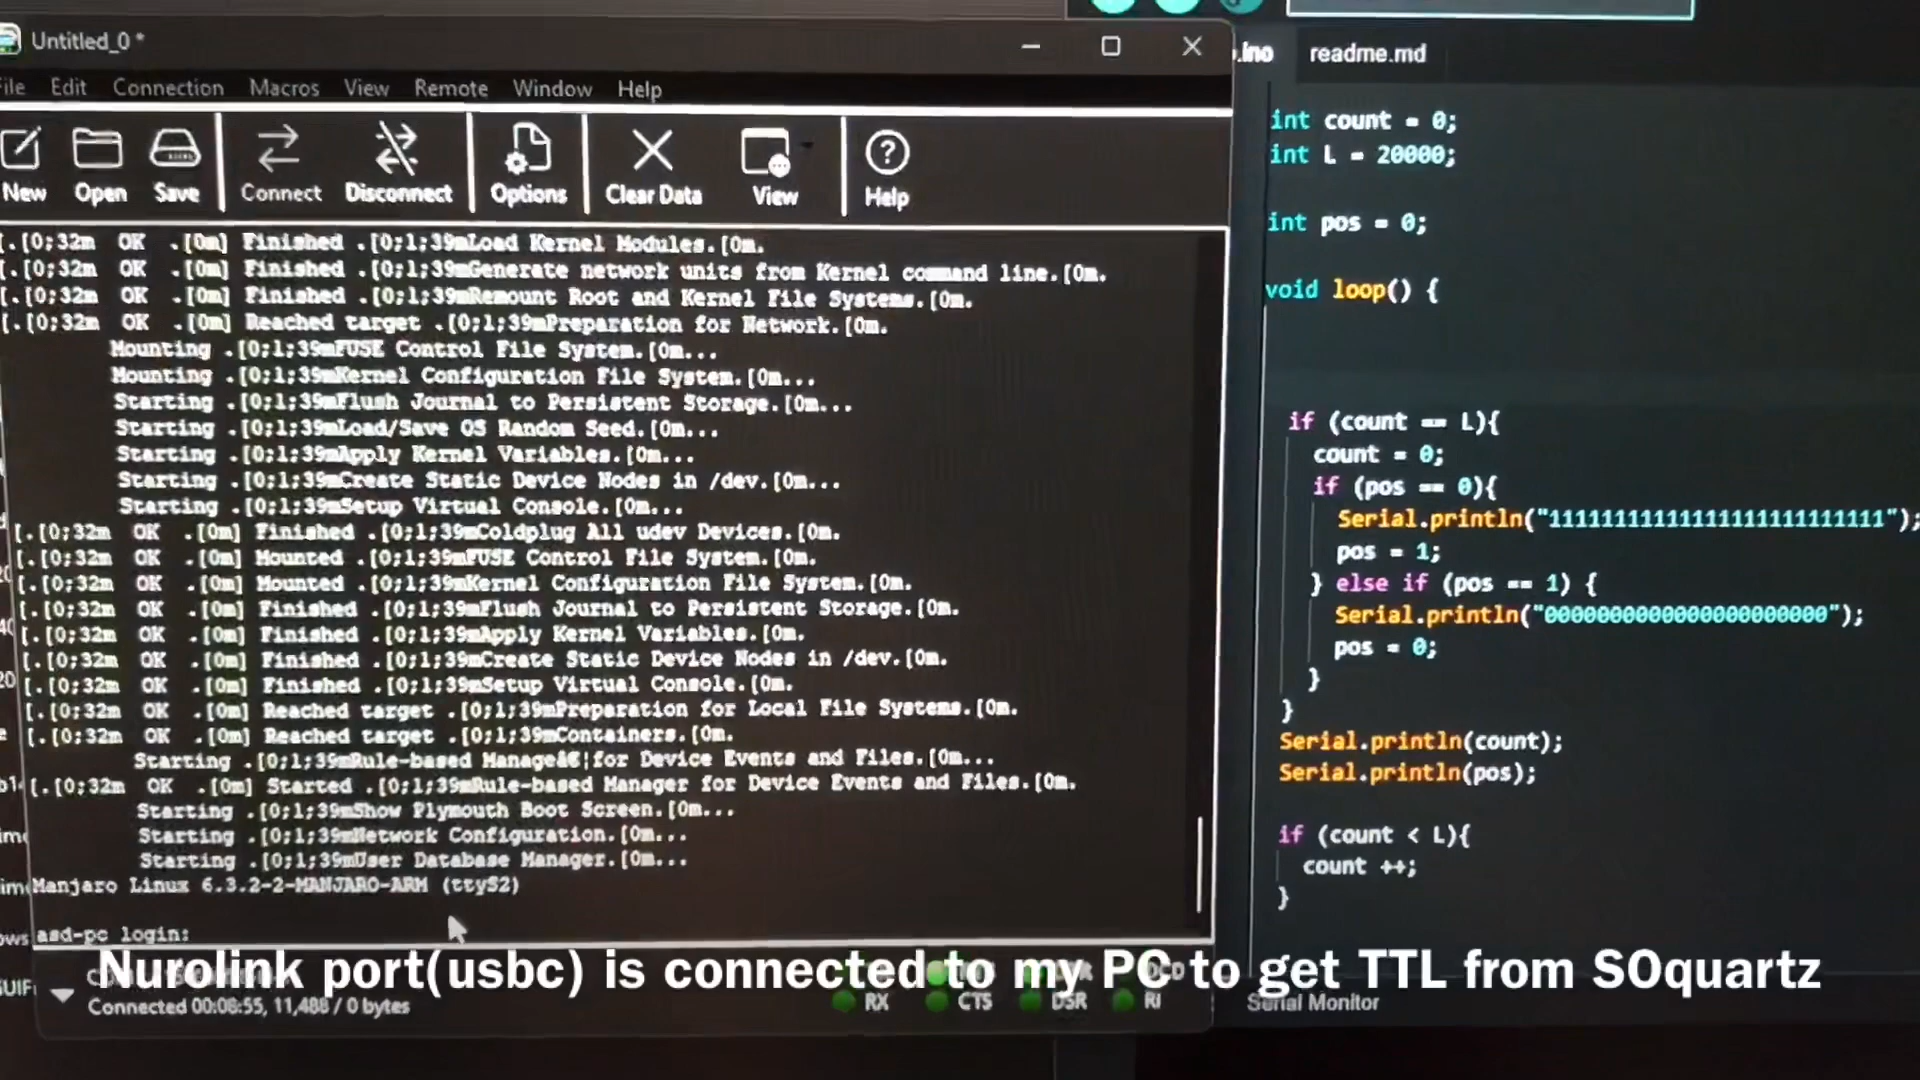 Untitled_0 *
File Edit Connection Macros View Remote Window Help
New Open Save Connect Disconnect Options Clear Data View Help
[.[0;32m OK .[0m] Finished .[0;1;39mLoad Kernel Modules.[0m.
[.[0;32m OK .[0m] Finished .[0;1;39mGenerate network units from Kernel command line.[0m.
[.[0;32m OK .[0m] Finished .[0;1;39mRemount Root and Kernel File Systems.[0m.
[.[0;32m OK .[0m] Reached target .[0;1;39mPreparation for Network.[0m.
Mounting .[0;1;39mFUSE Control File System.[0m...
Mounting .[0;1;39mKernel Configuration File System.[0m...
Starting .[0;1;39mFlush Journal to Persistent Storage.[0m...
Starting .[0;1;39mLoad/Save OS Random Seed.[0m...
Starting .[0;1;39mApply Kernel Variables.[0m...
Starting .[0;1;39mCreate Static Device Nodes in /dev.[0m...
Starting .[0;1;39mSetup Virtual Console.[0m...
[.[0;32m OK .[0m] Finished .[0;1;39mColdplug All udev Devices.[0m.
[.[0;32m OK .[0m] Mounted .[0;1;39mFUSE Control File System.[0m.
[.[0;32m OK .[0m] Mounted .[0;1;39mKernel Configuration File System.[0m.
[.[0;32m OK .[0m] Finished .[0;1;39mFlush Journal to Persistent Storage.[0m.
[.[0;32m OK .[0m] Finished .[0;1;39mApply Kernel Variables.[0m.
[.[0;32m OK .[0m] Finished .[0;1;39mCreate Static Device Nodes in /dev.[0m.
[.[0;32m OK .[0m] Finished .[0;1;39mSetup Virtual Console.[0m.
[.[0;32m OK .[0m] Reached target .[0;1;39mPreparation for Local File Systems.[0m.
[.[0;32m OK .[0m] Reached target .[0;1;39mContainers.[0m.
Starting .[0;1;39mRule-based Manageâ€¦for Device Events and Files.[0m...
[.[0;32m OK .[0m] Started .[0;1;39mRule-based Manager for Device Events and Files.[0m.
Starting .[0;1;39mShow Plymouth Boot Screen.[0m...
Starting .[0;1;39mNetwork Configuration.[0m...
Starting .[0;1;39mUser Database Manager.[0m...
Manjaro Linux 6.3.2-2-MANJARO-ARM (ttyS2)
asd-pc login:
Connected 00:08:55, 11,488 / 0 bytes
RX CTS DSR RI
.ino readme.md
int count = 0;
int L = 20000;
int pos = 0;
void loop() {
if (count == L){
count = 0;
if (pos == 0){
Serial.println("11111111111111111111111111");
pos = 1;
} else if (pos == 1) {
Serial.println("0000000000000000000000");
pos = 0;
}
}
Serial.println(count);
Serial.println(pos);
if (count < L){
count ++;
}
Serial Monitor
Nurolink port(usbc) is connected to my PC to get TTL from SOquartz